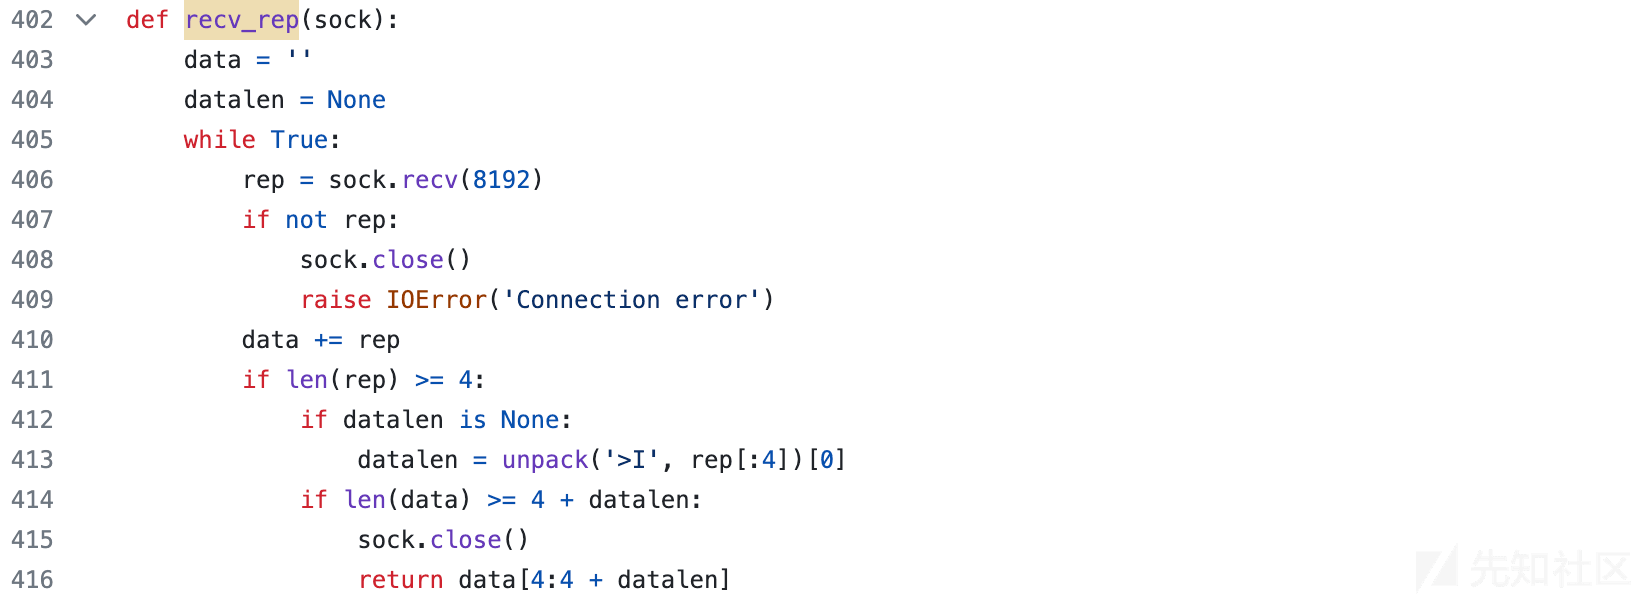 402 def recv_rep(sock):
403     data = ''
404     datalen = None
405     while True:
406         rep = sock.recv(8192)
407         if not rep:
408             sock.close()
409             raise IOError('Connection error')
410         data += rep
411         if len(rep) >= 4:
412             if datalen is None:
413                 datalen = unpack('>I', rep[:4])[0]
414             if len(data) >= 4 + datalen:
415                 sock.close()
416                 return data[4:4 + datalen]
先知社区